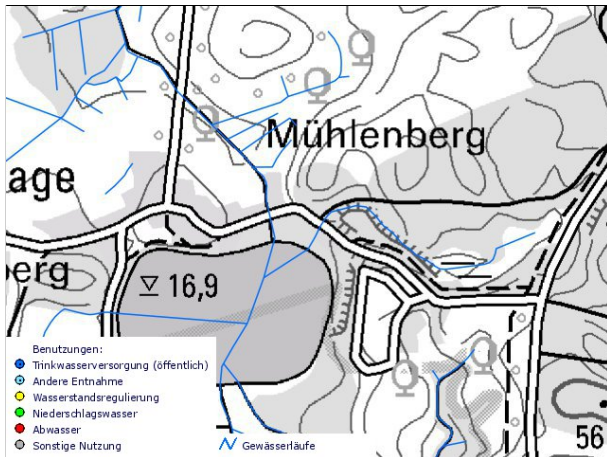 Mühlenberg
age
berg
16,9
Benutzungen:
Trinkwasserversorgung (öffentlich)
Andere Entnahme
Wasserstandsregulierung
Niederschlagswasser
Abwasser
Sonstige Nutzung
Gewässerläufe
56